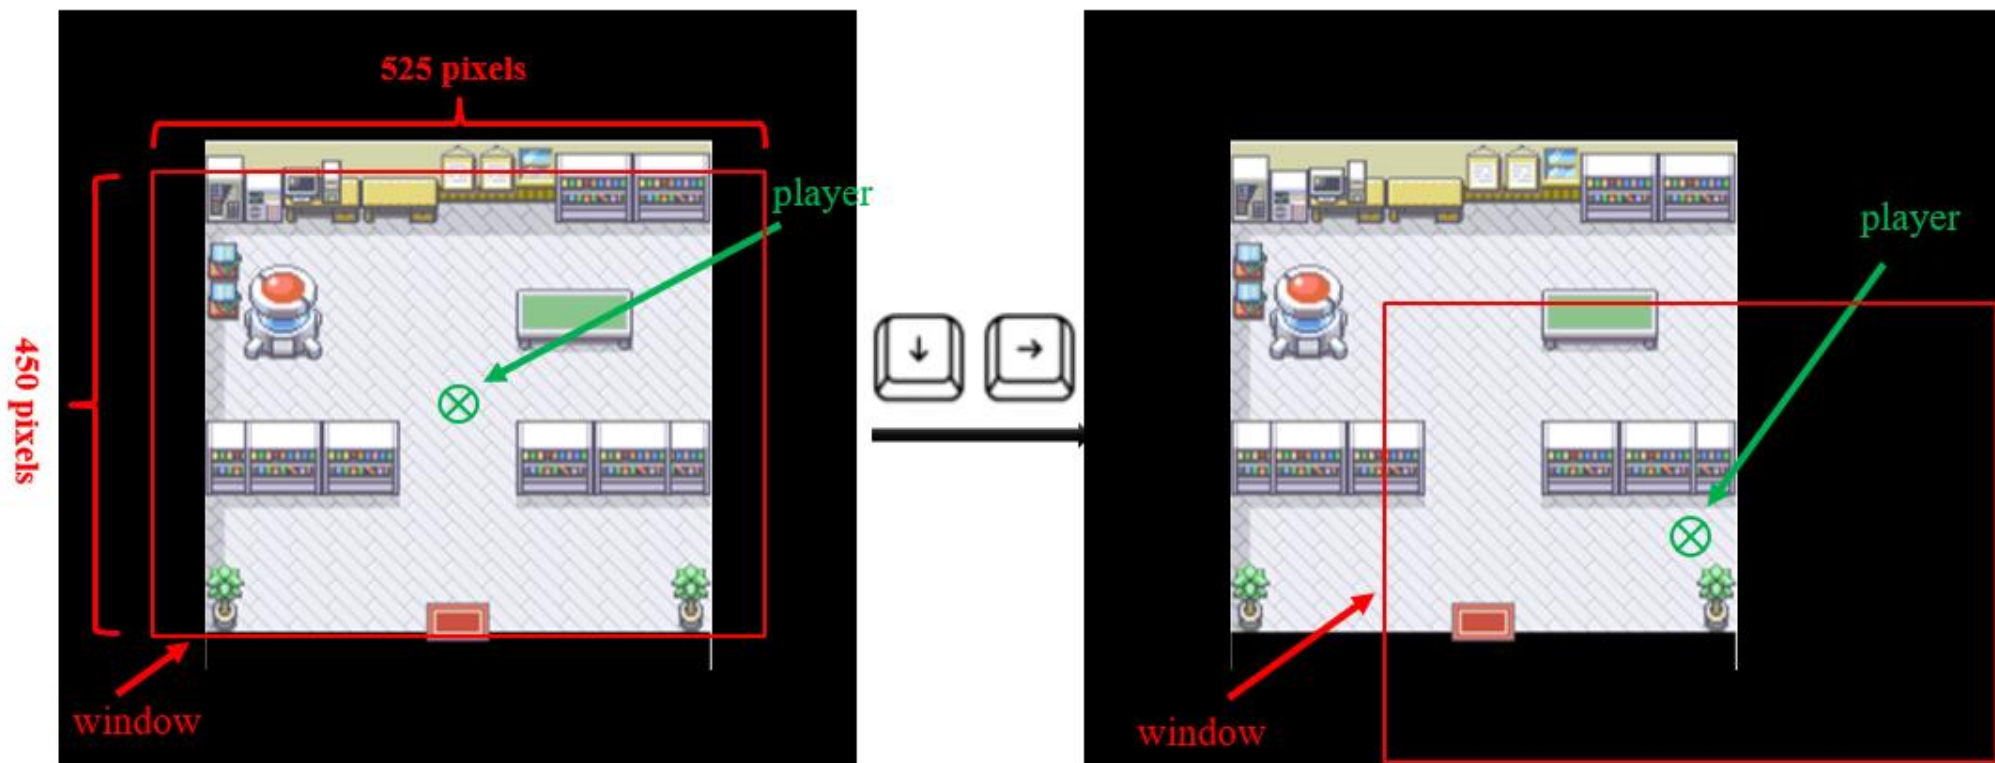 525 pixels
player
450 pixels
window
↓ →
player
window